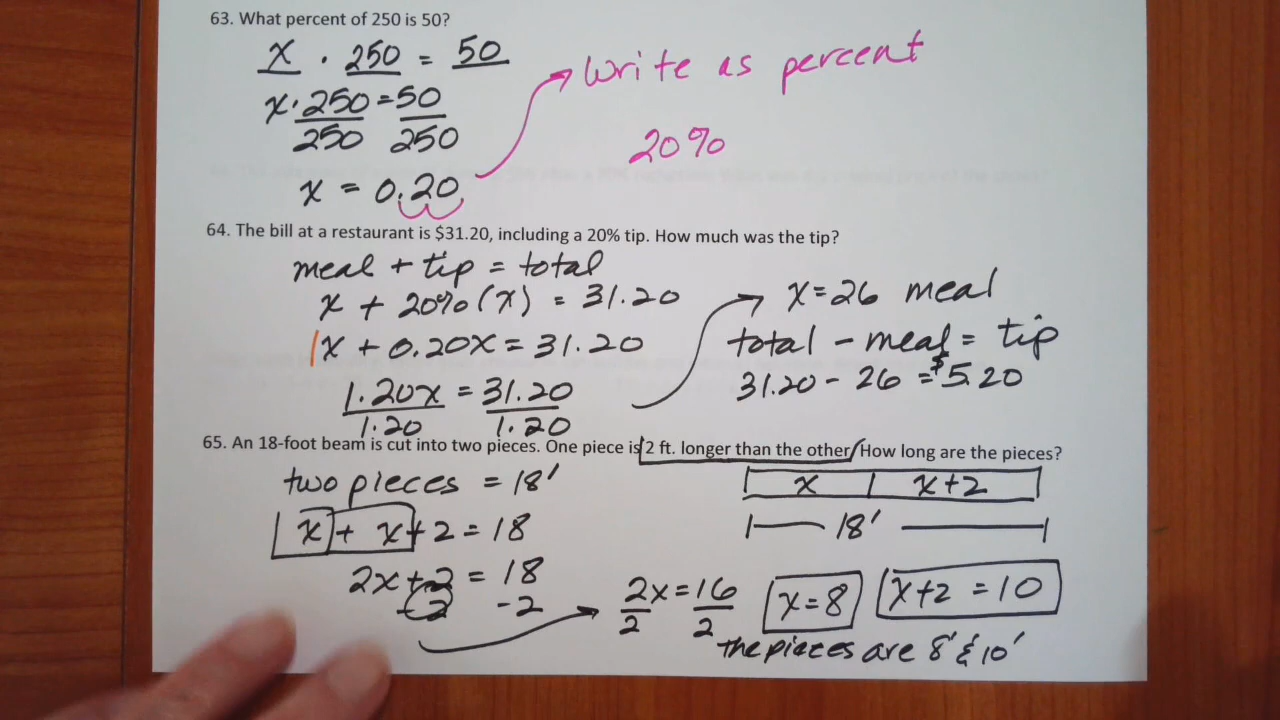 63. What percent of 250 is 50?
x · 250 = 50
x · 250 = 50
250 250
x = 0.20
Write as percent
20%
64. The bill at a restaurant is $31.20, including a 20% tip. How much was the tip?
meal + tip = total
x + 20% (x) = 31.20
1x + 0.20x = 31.20
1.20x = 31.20
1.20 1.20
x = 26 meal
total - meal = tip
31.20 - 26 = $5.20
65. An 18-foot beam is cut into two pieces. One piece is 2 ft. longer than the other. How long are the pieces?
two pieces = 18'
x + x + 2 = 18
2x + 2 = 18
-2 -2
x x+2
18'
2x = 16
2 2
x = 8
x+2 = 10
the pieces are 8' & 10'